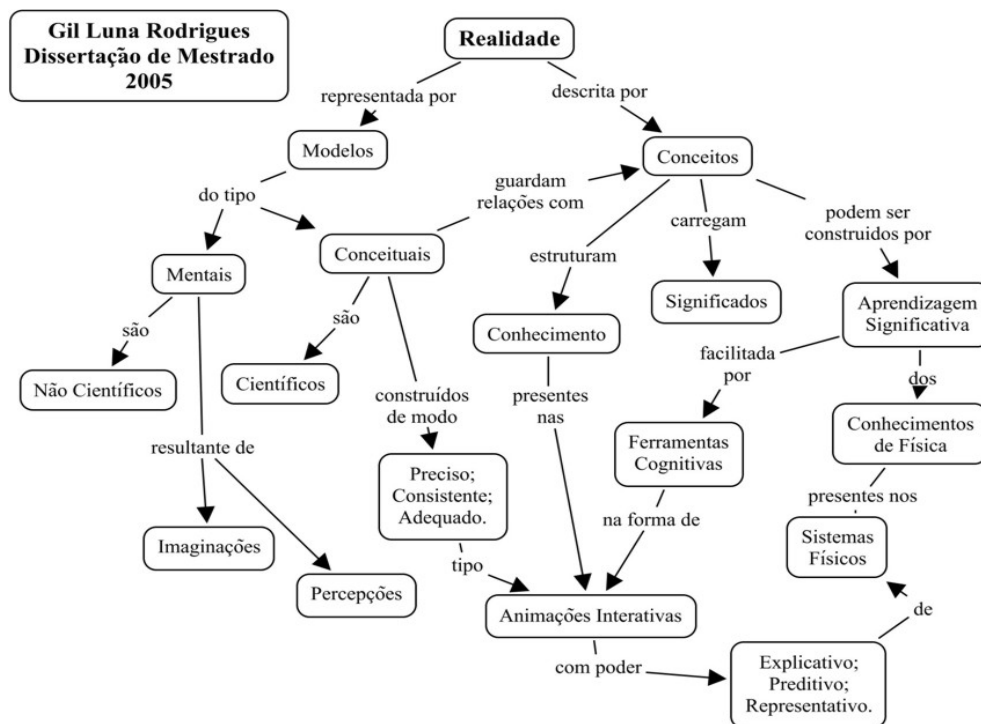 Gil Luna Rodrigues
Dissertação de Mestrado
2005
Realidade
representada por
descrita por
Modelos
Conceitos
do tipo
guardam
relações com
carregam
podem ser
construidos por
Mentais
Conceituais
estruturam
Significados
Aprendizagem
Significativa
são
são
Conhecimento
Não Científicos
Científicos
facilitada
por
dos
construídos
de modo
presentes
nas
Ferramentas
Cognitivas
Conhecimentos
de Física
resultante de
Preciso;
Consistente;
Adequado.
presentes nos
na forma de
Imaginações
Sistemas
Físicos
tipo
Percepções
Animações Interativas
de
com poder
Explicativo;
Preditivo;
Representativo.